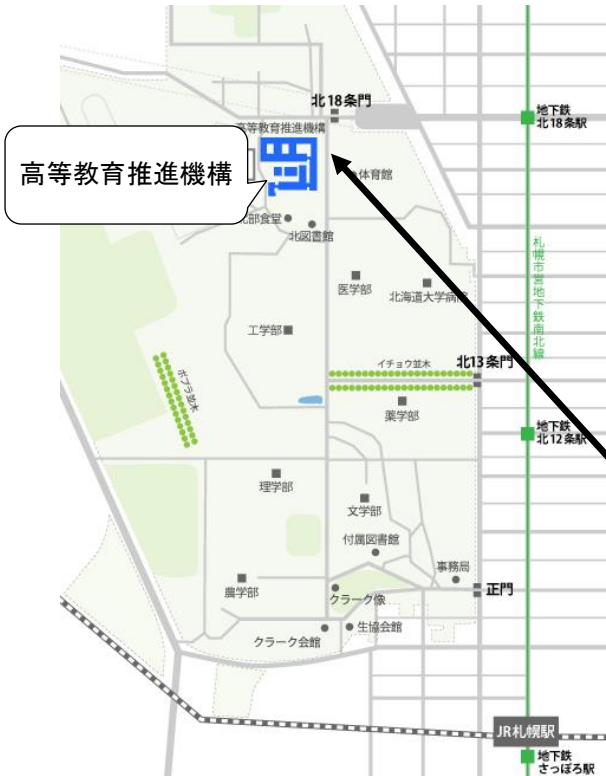 北18条門
地下鉄
北18条駅
高等教育推進機構
高等教育推進機構
体育館
北部食堂
北図書館
医学部
北海道大学病院
札幌市営地下鉄南北線
工学部
イチョウ並木
北13条門
ポプラ並木
薬学部
地下鉄
北12条駅
理学部
文学部
付属図書館
事務局
農学部
クラーク像
正門
クラーク会館
生協会館
JR札幌駅
地下鉄
さっぽろ駅